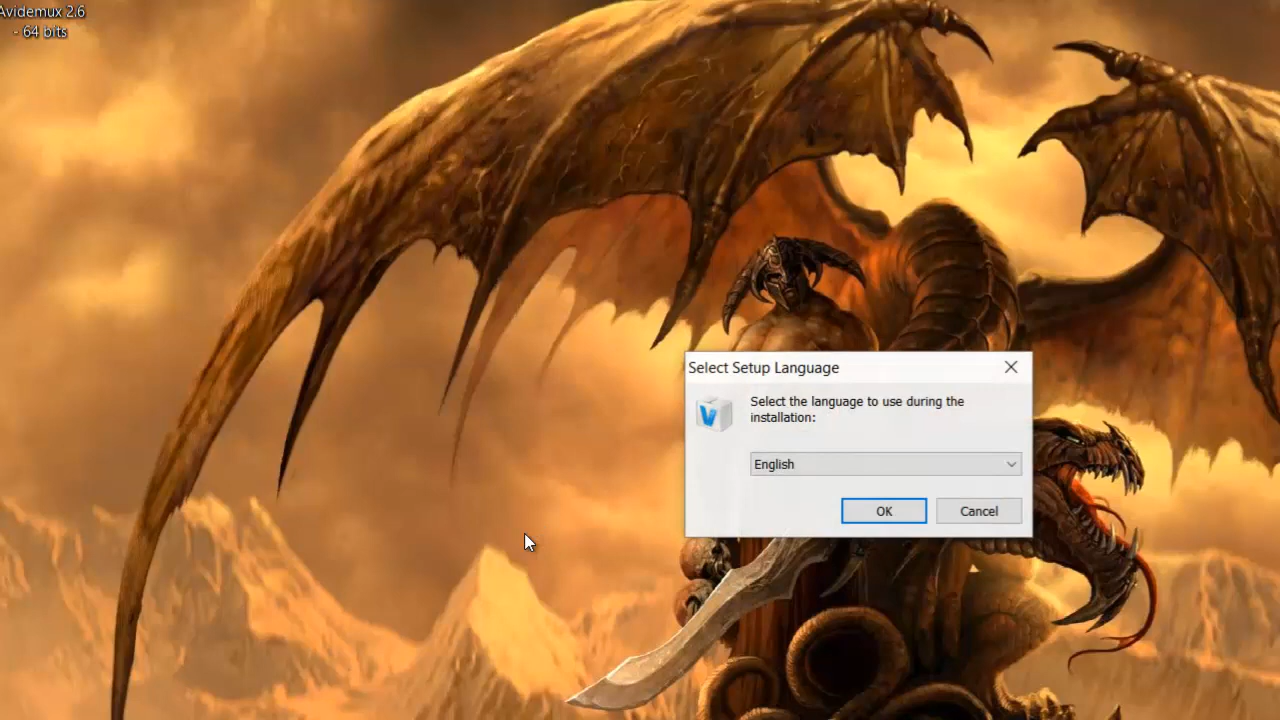 Avidemux 2.6
- 64 bits
Select Setup Language
Select the language to use during the
installation:
English
OK
Cancel